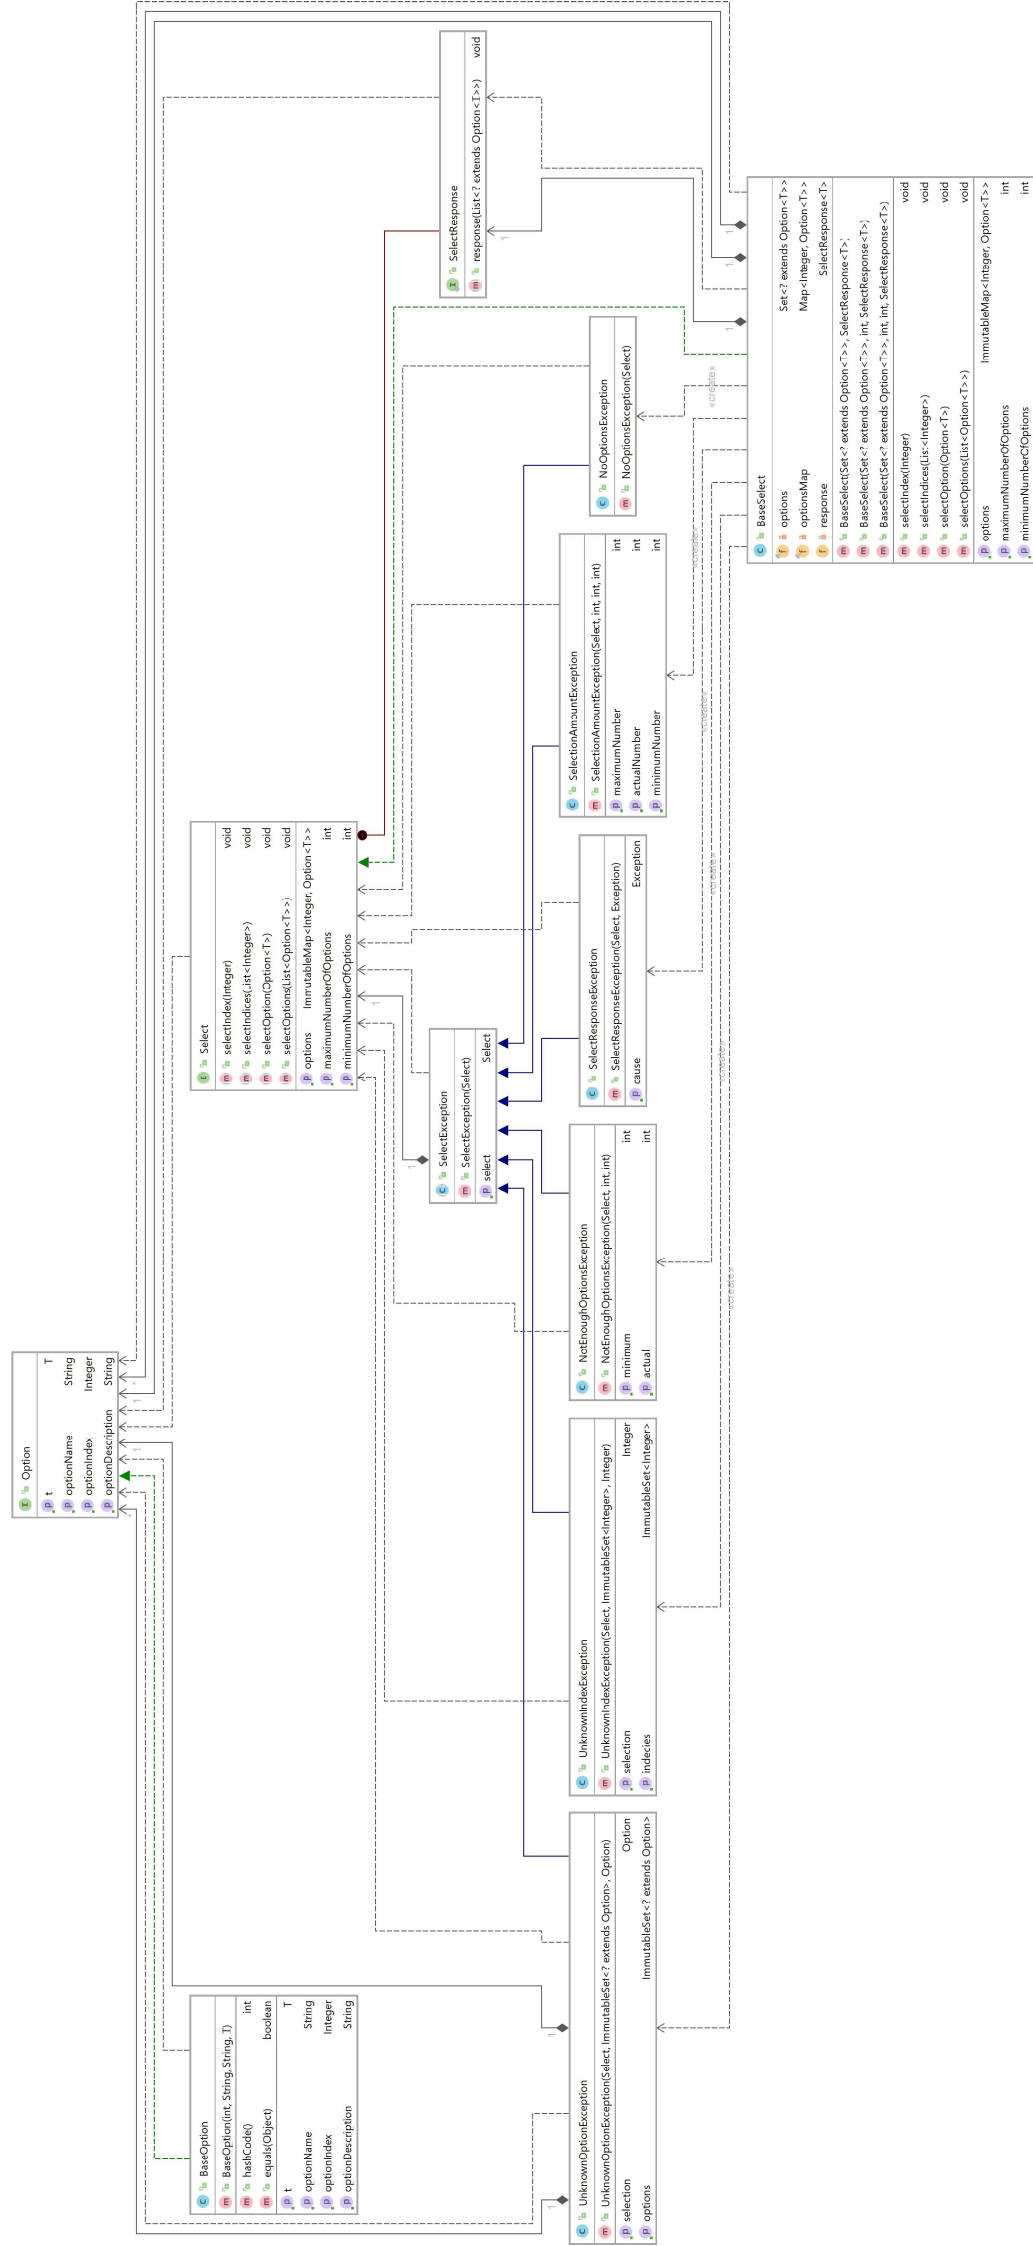 Option
t T
optionName String
optionIndex Integer
optionDescription String
BaseOption
BaseOption(int, String, String, T)
hashCode() int
equals(Object) boolean
t T
optionName String
optionIndex Integer
optionDescription String
Select
selectIndex(Integer) void
selectIndices(List<Integer>) void
selectOption(Option<T>) void
selectOptions(List<Option<T>>) void
options ImmutableMap<Integer, Option<T>>
maximumNumberOfOptions int
minimumNumberOfOptions int
SelectException
SelectException(Select)
select Select
SelectResponse
response(List<? extends Option<T>>) void
UnknownOptionException
UnknownOptionException(Select, ImmutableSet<? extends Option>, Option)
selection Option
options ImmutableSet<? extends Option>
UnknownIndexException
UnknownIndexException(Select, ImmutableSet<Integer>, Integer)
selection Integer
indecies ImmutableSet<Integer>
NotEnoughOptionsException
NotEnoughOptionsException(Select, int, int)
minimum int
actual int
SelectResponseException
SelectResponseException(Select, Exception)
cause Exception
SelectionAmountException
SelectionAmountException(Select, int, int, int)
maximumNumber int
actualNumber int
minimumNumber int
NoOptionsException
NoOptionsException(Select)
«create»
«create»
«create»
«create»
«create»
«create»
BaseSelect
options Set<? extends Option<T>>
optionsMap Map<Integer, Option<T>>
response SelectResponse<T>
BaseSelect(Set<? extends Option<T>>, SelectResponse<T>)
BaseSelect(Set<? extends Option<T>>, int, SelectResponse<T>)
BaseSelect(Set<? extends Option<T>>, int, int, SelectResponse<T>)
selectIndex(Integer) void
selectIndices(List<Integer>) void
selectOption(Option<T>) void
selectOptions(List<Option<T>>) void
options ImmutableMap<Integer, Option<T>>
maximumNumberOfOptions int
minimumNumberOfOptions int